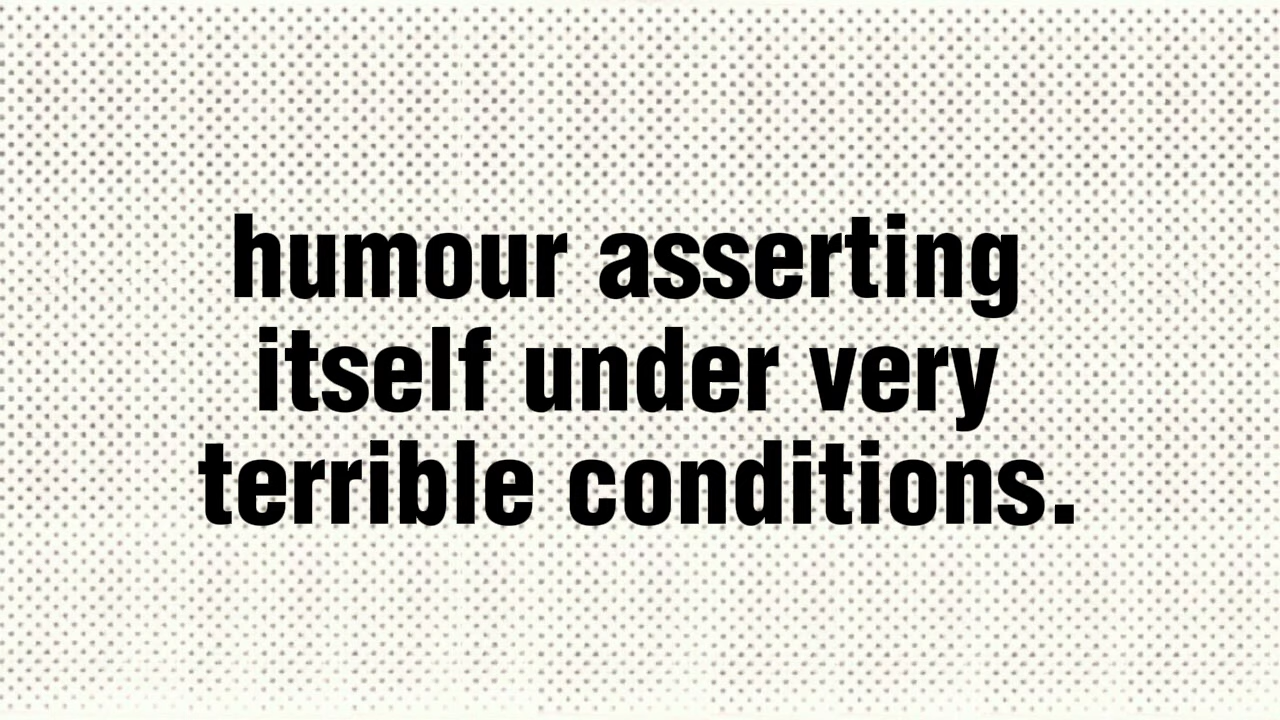 humour asserting
itself under very
terrible conditions.